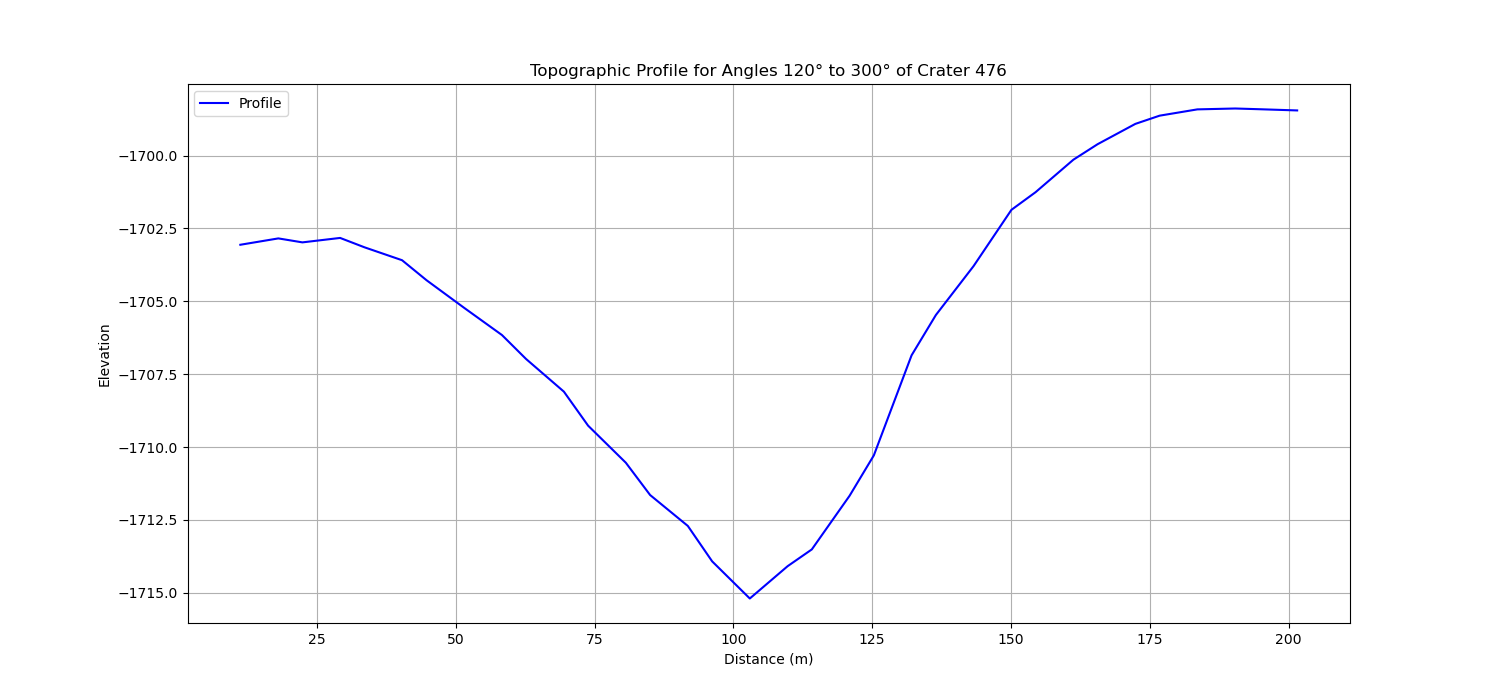 Topographic Profile for Angles 120° to 300° of Crater 476
Profile
−1700.0
−1702.5
−1705.0
−1707.5
−1710.0
−1712.5
−1715.0
Elevation
25 50 75 100 125 150 175 200
Distance (m)